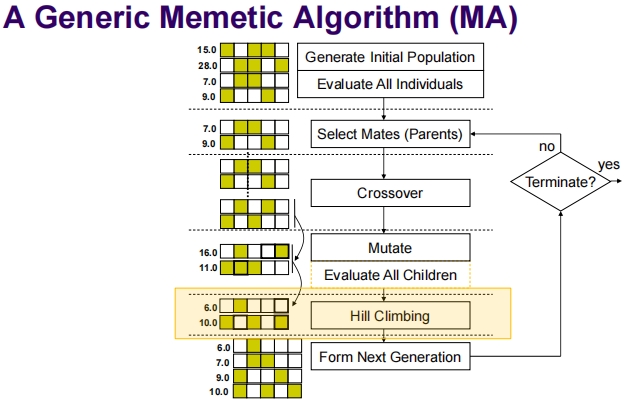 A Generic Memetic Algorithm (MA)
15.0
28.0
7.0
9.0
Generate Initial Population
Evaluate All Individuals
7.0
9.0
Select Mates (Parents)
no
yes
Terminate?
Crossover
Mutate
16.0
11.0
Evaluate All Children
6.0
10.0
Hill Climbing
6.0
7.0
9.0
10.0
Form Next Generation